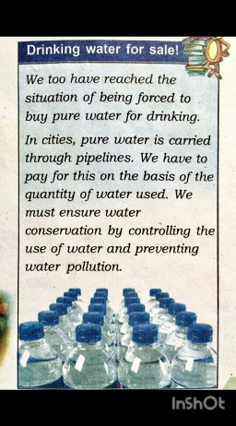 Drinking water for sale!
We too have reached the
situation of being forced to
buy pure water for drinking.
In cities, pure water is carried
through pipelines. We have to
pay for this on the basis of the
quantity of water used. We
must ensure water
conservation by controlling the
use of water and preventing
water pollution.
InShOt